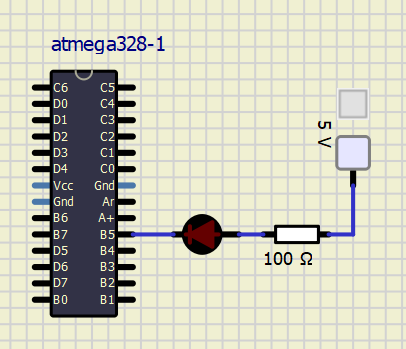 atmega328-1
C6 C5
D0 C4
D1 C3
D2 C2
D3 C1
D4 C0
Vcc Gnd
Gnd Ar
B6 A+
B7 B5
D5 B4
D6 B3
D7 B2
B0 B1
100 Ω
5 V